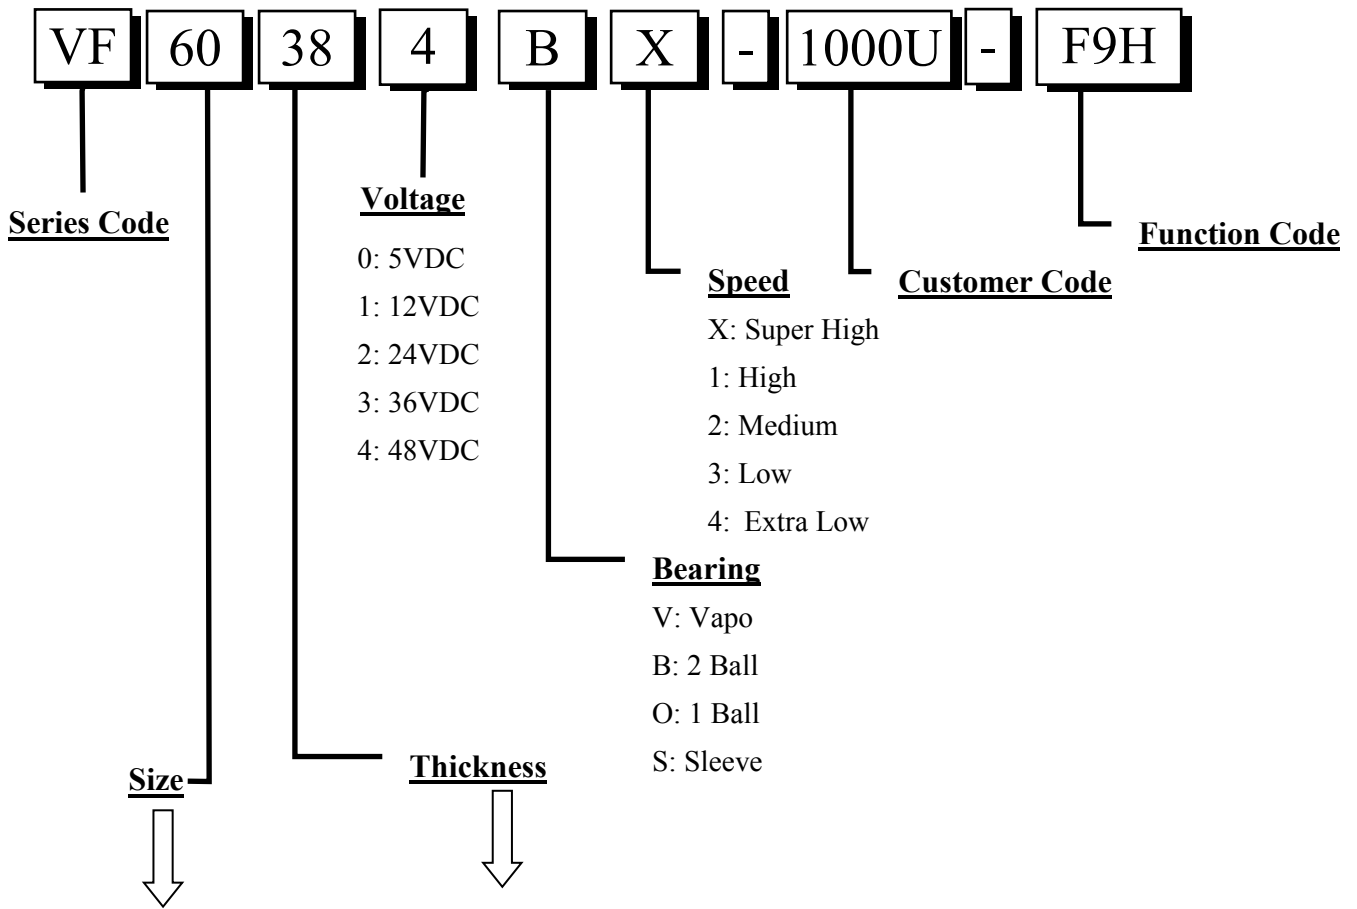 VF 60 38 4 B X - 1000U - F9H
Series Code
Voltage
0: 5VDC
1: 12VDC
2: 24VDC
3: 36VDC
4: 48VDC
Function Code
Customer Code
Speed
X: Super High
1: High
2: Medium
3: Low
4: Extra Low
Bearing
V: Vapo
B: 2 Ball
O: 1 Ball
S: Sleeve
Thickness
Size